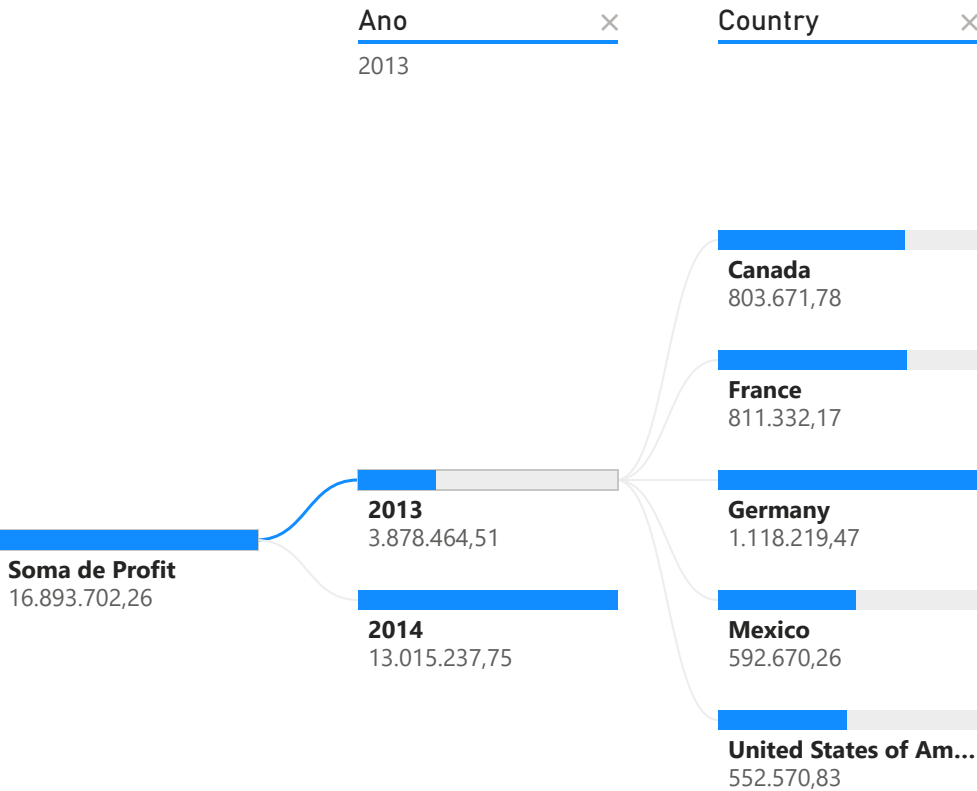 Ano
Country
2013
Canada
803.671,78
France
811.332,17
2013
3.878.464,51
Germany
1.118.219,47
Soma de Profit
16.893.702,26
2014
13.015.237,75
Mexico
592.670,26
United States of Am...
552.570,83